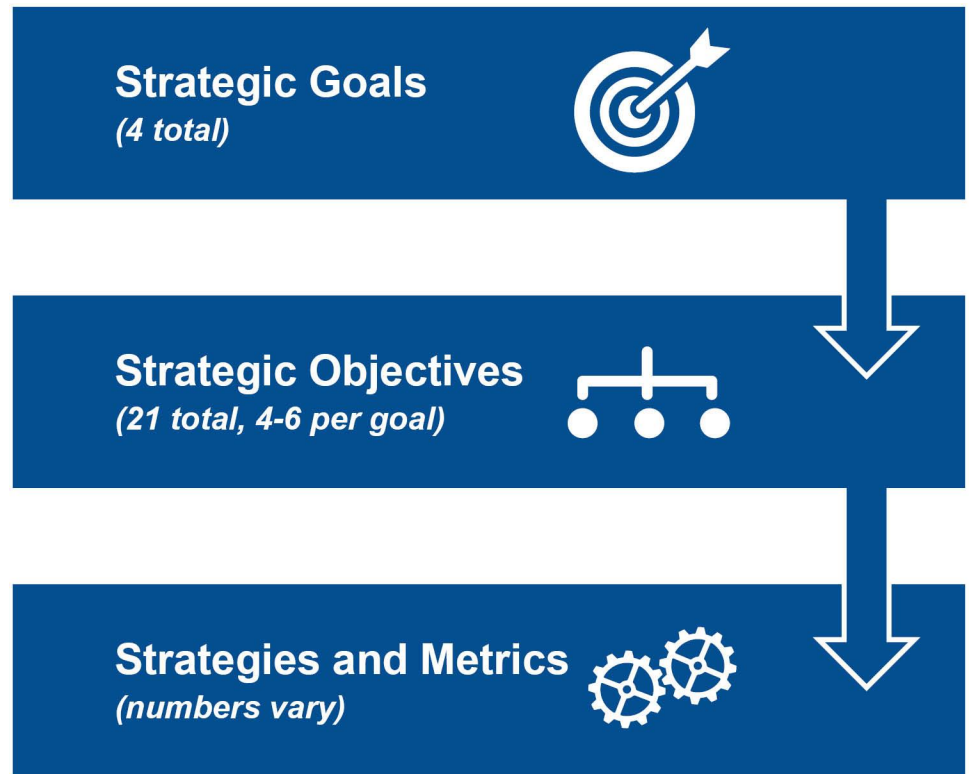 Strategic Goals
(4 total)
Strategic Objectives
(21 total, 4-6 per goal)
Strategies and Metrics
(numbers vary)